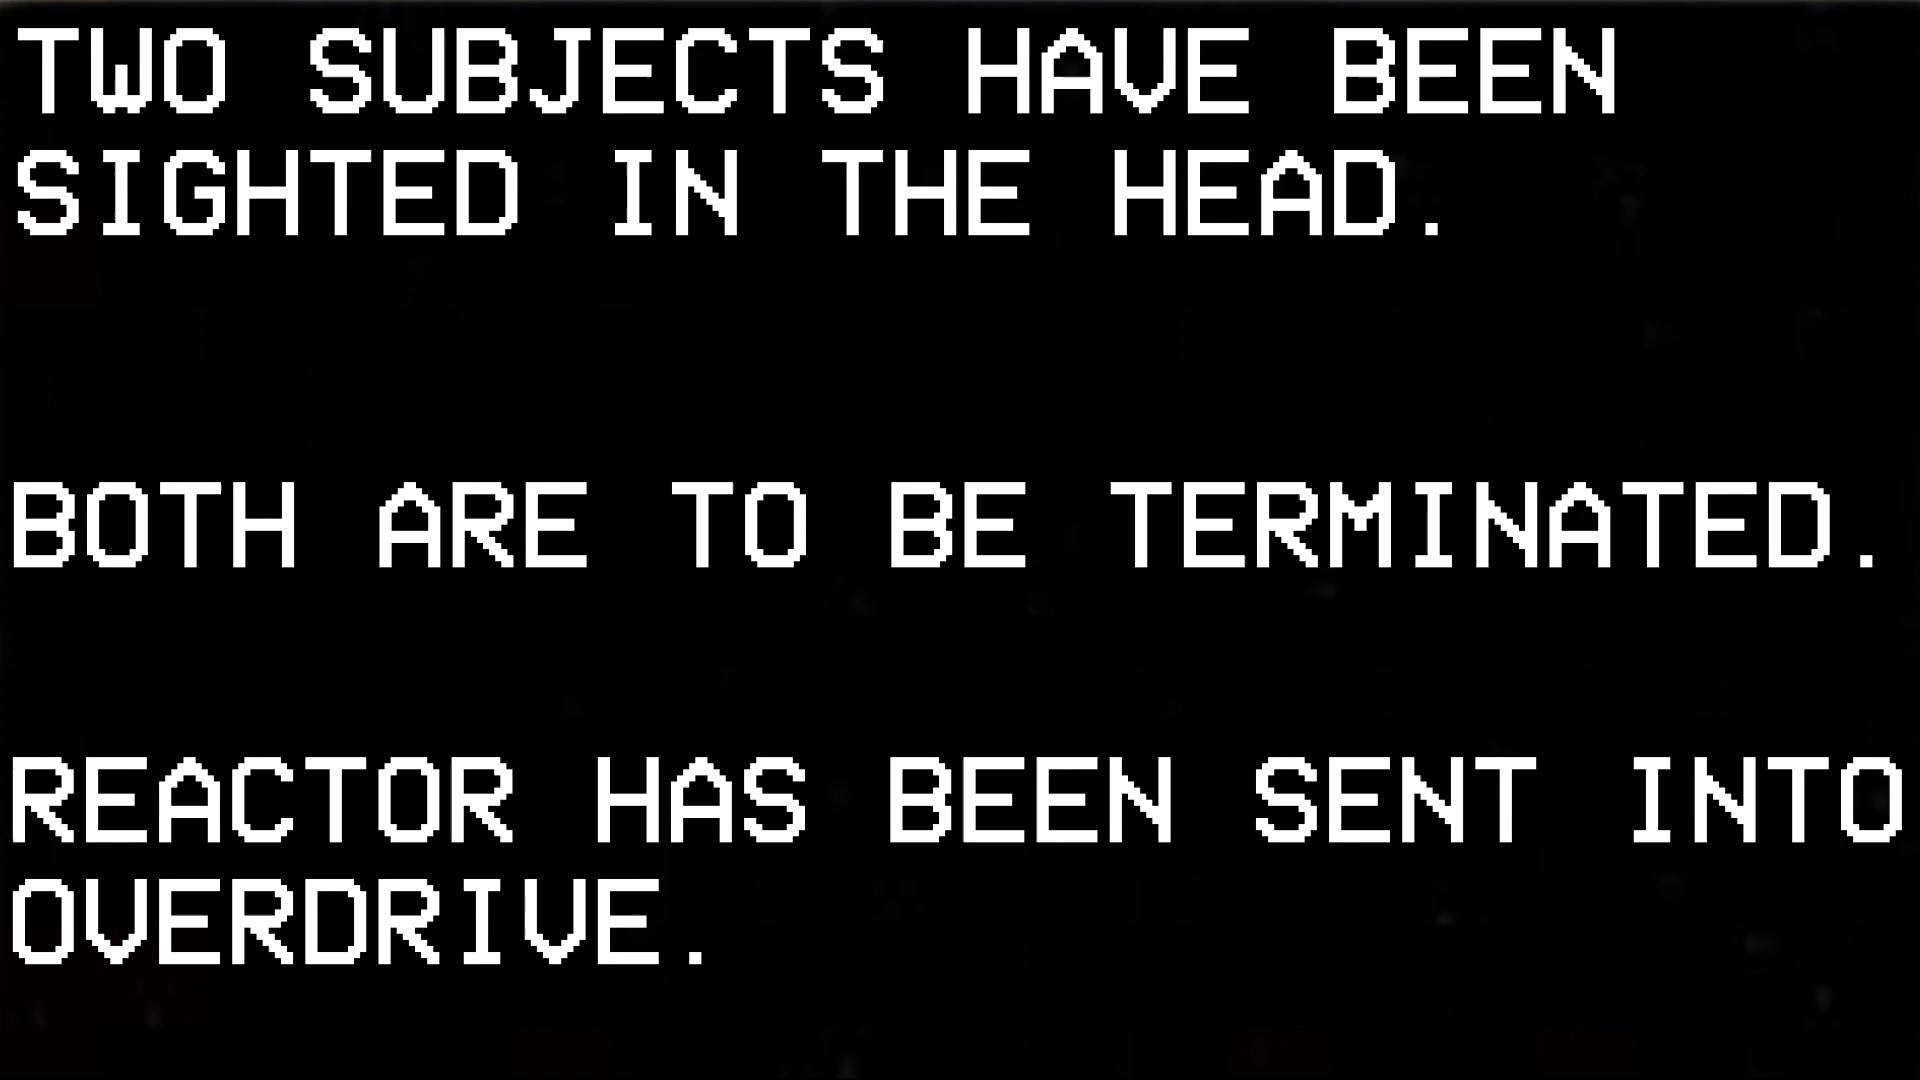 TWO SUBJECTS HAVE BEEN
SIGHTED IN THE HEAD.
BOTH ARE TO BE TERMINATED.
REACTOR HAS BEEN SENT INTO
OVERDRIVE.